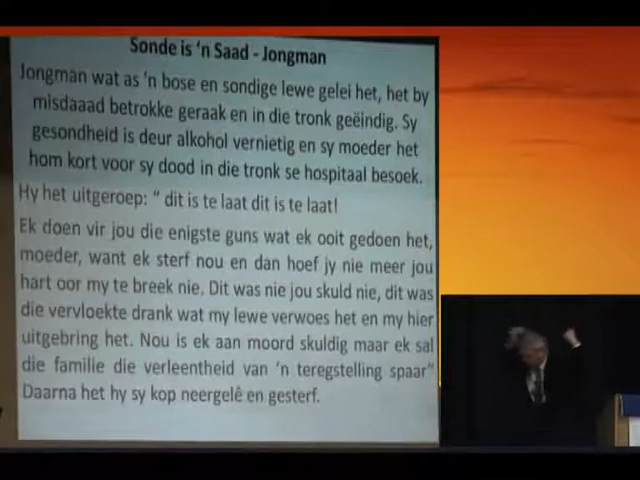 Sonde is 'n Saad - Jongman
Jongman wat as 'n bose en sondige lewe gelei het, het by
misdaaad betrokke geraak en in die tronk geëindig. Sy
gesondheid is deur alkohol vernietig en sy moeder het
hom kort voor sy dood in die tronk se hospitaal besoek.
Hy het uitgeroep: " dit is te laat dit is te laat!
Ek doen vir jou die enigste guns wat ek ooit gedoen het,
moeder, want ek sterf nou en dan hoef jy nie meer jou
hart oor my te breek nie. Dit was nie jou skuld nie, dit was
die vervloekte drank wat my lewe verwoes het en my hier
uitgebring het. Nou is ek aan moord skuldig maar ek sal
die familie die verleentheid van 'n teregstelling spaar"
Daarna het hy sy kop neergelê en gesterf.